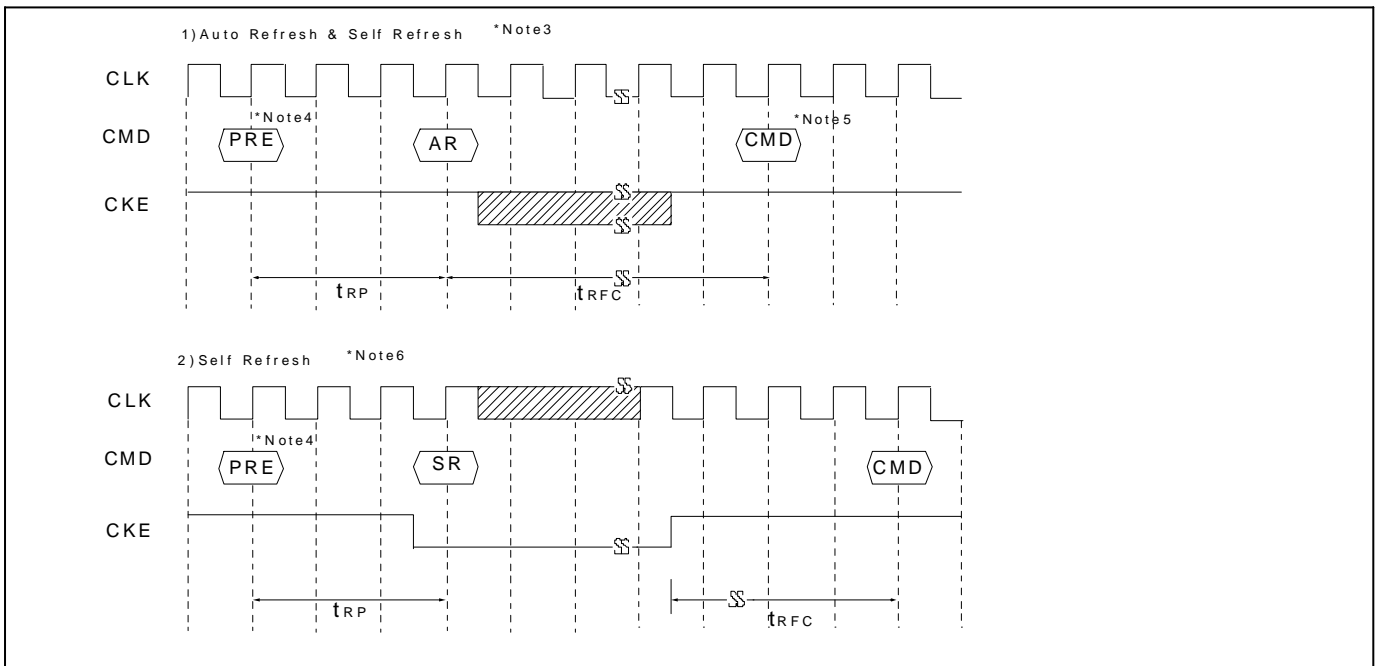 1)Auto Refresh & Self Refresh *Note3
CLK
*Note4 *Note5
CMD PRE AR CMD
CKE
tRP tRFC
2)Self Refresh *Note6
CLK
*Note4
CMD PRE SR CMD
CKE
tRP tRFC